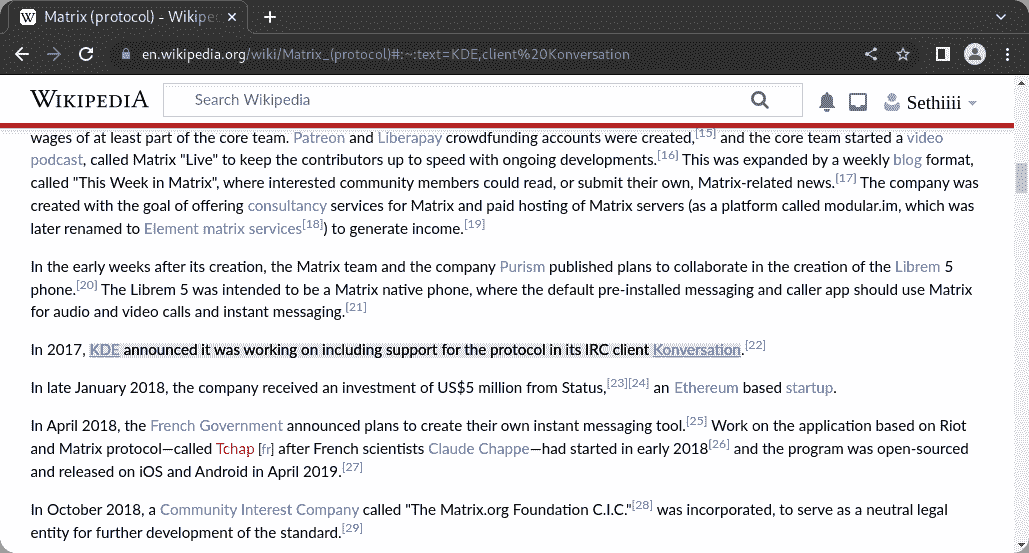 Matrix (protocol) - Wikipe
en.wikipedia.org/wiki/Matrix_(protocol)#:~:text=KDE,client%20Konversation
WIKIPEDIA Search Wikipedia Sethiiii
wages of at least part of the core team. Patreon and Liberapay crowdfunding accounts were created,[15] and the core team started a video
podcast, called Matrix "Live" to keep the contributors up to speed with ongoing developments.[16] This was expanded by a weekly blog format,
called "This Week in Matrix", where interested community members could read, or submit their own, Matrix-related news.[17] The company was
created with the goal of offering consultancy services for Matrix and paid hosting of Matrix servers (as a platform called modular.im, which was
later renamed to Element matrix services[18]) to generate income.[19]
In the early weeks after its creation, the Matrix team and the company Purism published plans to collaborate in the creation of the Librem 5
phone.[20] The Librem 5 was intended to be a Matrix native phone, where the default pre-installed messaging and caller app should use Matrix
for audio and video calls and instant messaging.[21]
In 2017, KDE announced it was working on including support for the protocol in its IRC client Konversation.[22]
In late January 2018, the company received an investment of US$5 million from Status,[23][24] an Ethereum based startup.
In April 2018, the French Government announced plans to create their own instant messaging tool.[25] Work on the application based on Riot
and Matrix protocol—called Tchap [fr] after French scientists Claude Chappe—had started in early 2018[26] and the program was open-sourced
and released on iOS and Android in April 2019.[27]
In October 2018, a Community Interest Company called "The Matrix.org Foundation C.I.C."[28] was incorporated, to serve as a neutral legal
entity for further development of the standard.[29]